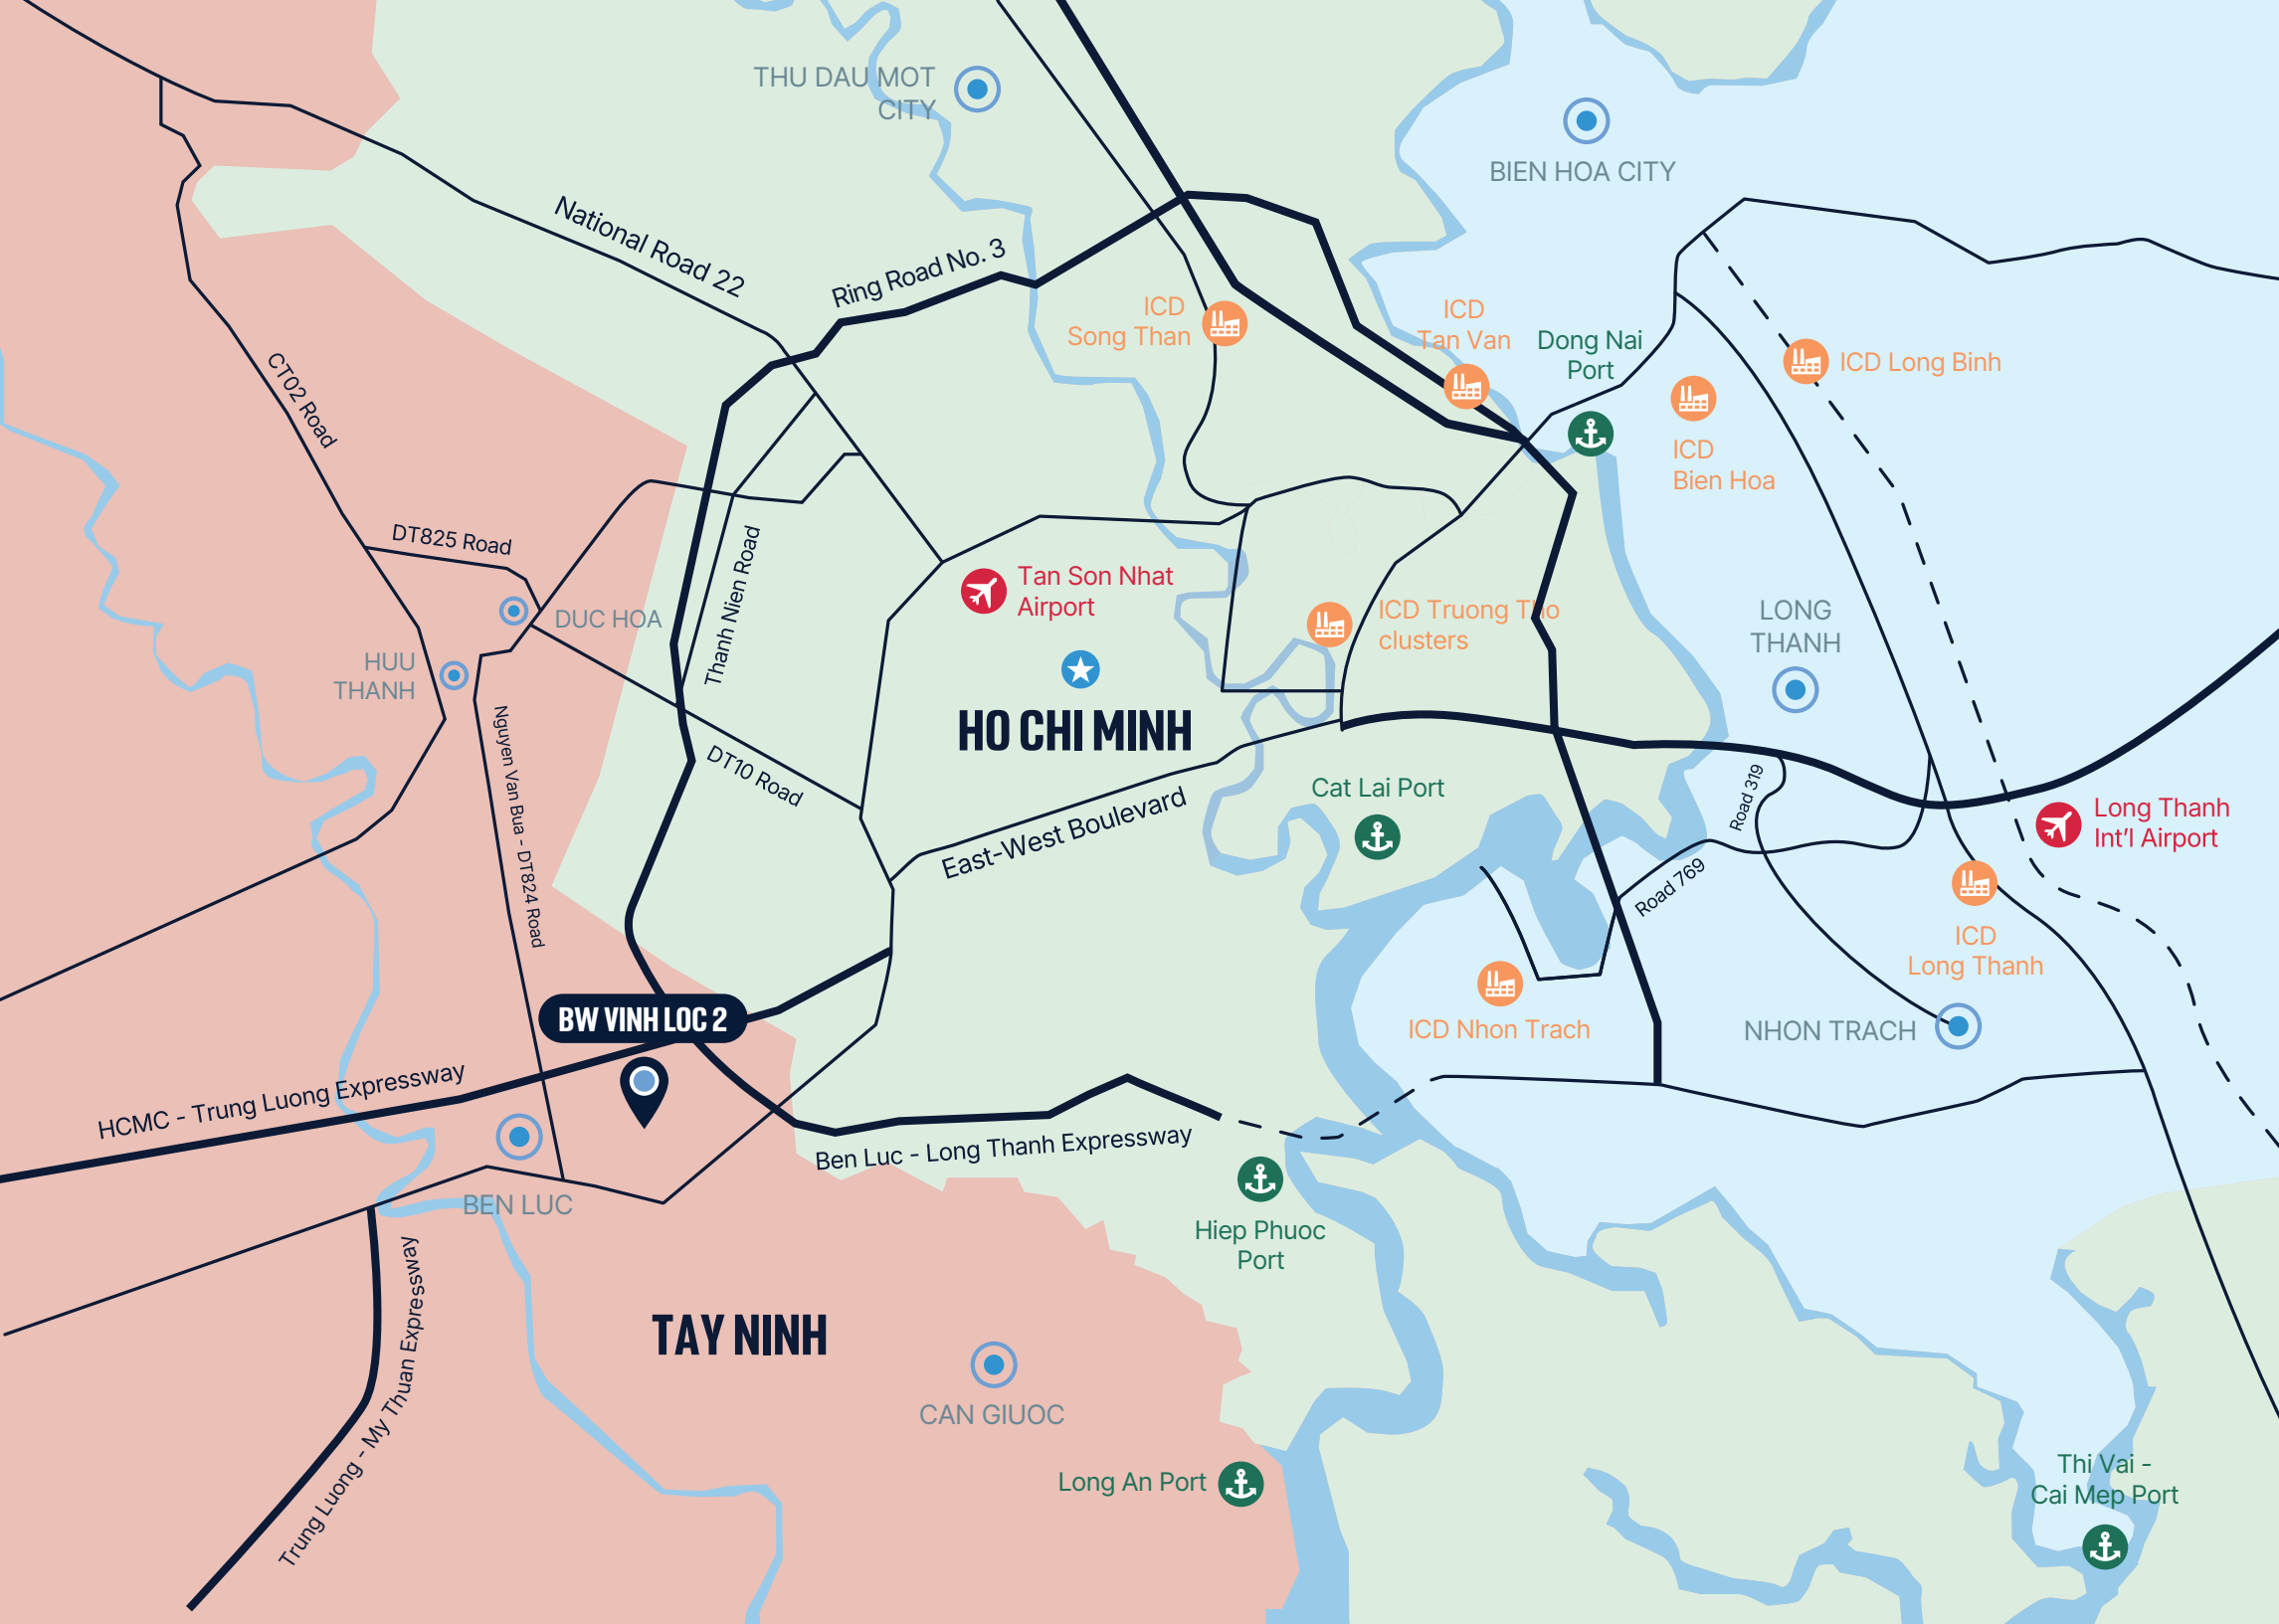 THU DAU MOT
CITY
BIEN HOA CITY
National Road 22
Ring Road No. 3
ICD
Song Than
ICD
Tan Van
Dong Nai
Port
ICD Long Binh
ICD
Bien Hoa
CT02 Road
DT825 Road
DUC HOA
HUU
THANH
Thanh Nien Road
Tan Son Nhat
Airport
ICD Truong Tho
clusters
LONG
THANH
HO CHI MINH
Nguyen Van Bua - DT824 Road
DT10 Road
East-West Boulevard
Cat Lai Port
Road 319
Road 769
Long Thanh
Int'l Airport
ICD
Long Thanh
ICD Nhon Trach
NHON TRACH
BW VINH LOC 2
HCMC - Trung Luong Expressway
Ben Luc - Long Thanh Expressway
BEN LUC
Hiep Phuoc
Port
Trung Luong - My Thuan Expressway
TAY NINH
CAN GIUOC
Long An Port
Thi Vai -
Cai Mep Port